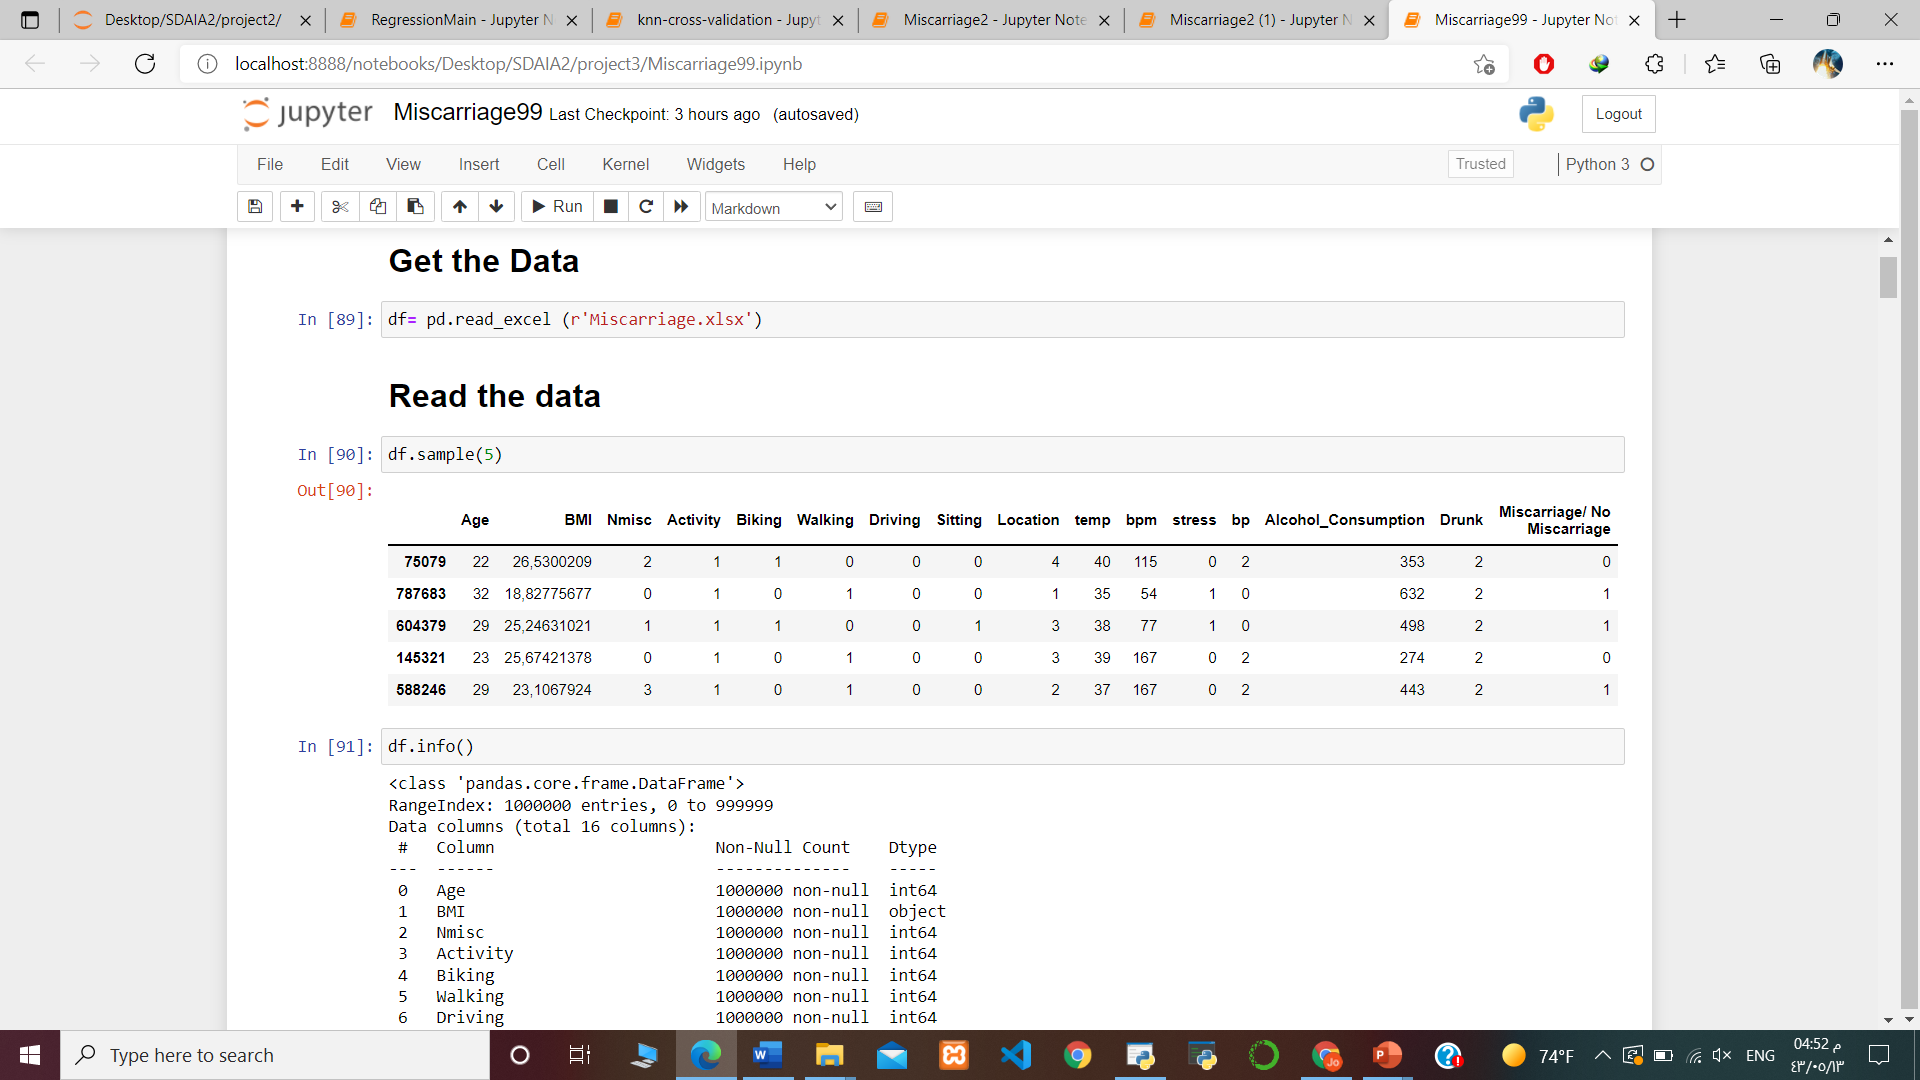 Desktop/SDAIA2/project2/
RegressionMain - Jupyter N
knn-cross-validation - Jupyt
Miscarriage2 - Jupyter Note
Miscarriage2 (1) - Jupyter N
Miscarriage99 - Jupyter Not
localhost:8888/notebooks/Desktop/SDAIA2/project3/Miscarriage99.ipynb
jupyter Miscarriage99 Last Checkpoint: 3 hours ago (autosaved)
Logout
File Edit View Insert Cell Kernel Widgets Help
Trusted
Python 3
Run
Markdown
Get the Data
In [89]: df= pd.read_excel (r'Miscarriage.xlsx')
Read the data
In [90]: df.sample(5)
Out[90]:
Age BMI Nmisc Activity Biking Walking Driving Sitting Location temp bpm stress bp Alcohol_Consumption Drunk Miscarriage/ No
Miscarriage
75079 22 26,5300209 2 1 1 0 0 0 4 40 115 0 2 353 2 0
787683 32 18,82775677 0 1 0 1 0 0 1 35 54 1 0 632 2 1
604379 29 25,24631021 1 1 1 0 0 1 3 38 77 1 0 498 2 1
145321 23 25,67421378 0 1 0 1 0 0 3 39 167 0 2 274 2 0
588246 29 23,1067924 3 1 0 1 0 0 2 37 167 0 2 443 2 1
In [91]: df.info()
<class 'pandas.core.frame.DataFrame'>
RangeIndex: 1000000 entries, 0 to 999999
Data columns (total 16 columns):
# Column Non-Null Count Dtype
--- ------ -------------- -----
0 Age 1000000 non-null int64
1 BMI 1000000 non-null object
2 Nmisc 1000000 non-null int64
3 Activity 1000000 non-null int64
4 Biking 1000000 non-null int64
5 Walking 1000000 non-null int64
6 Driving 1000000 non-null int64
Type here to search
74°F
ENG
04:52 م
٤٣/٠٥/١٣